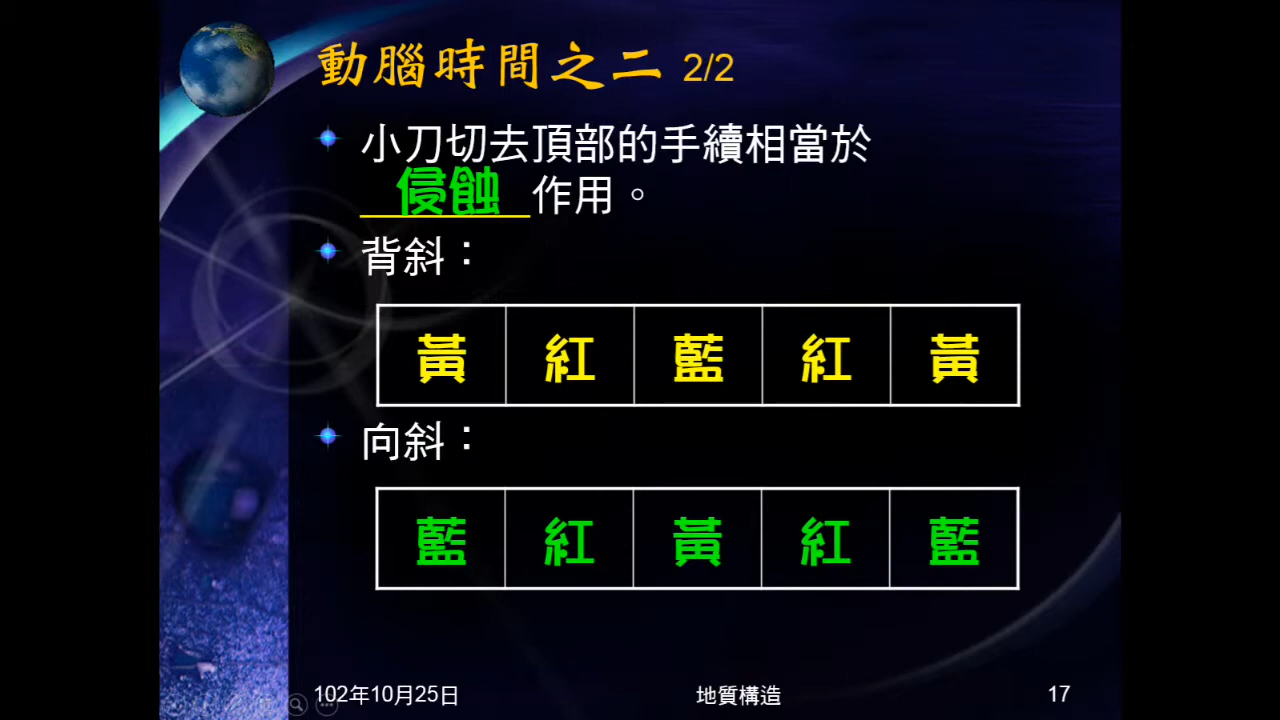 動腦時間之二 2/2
小刀切去頂部的手續相當於
侵蝕作用。
背斜：
黃 紅 藍 紅 黃
向斜：
藍 紅 黃 紅 藍
102年10月25日 地質構造 17